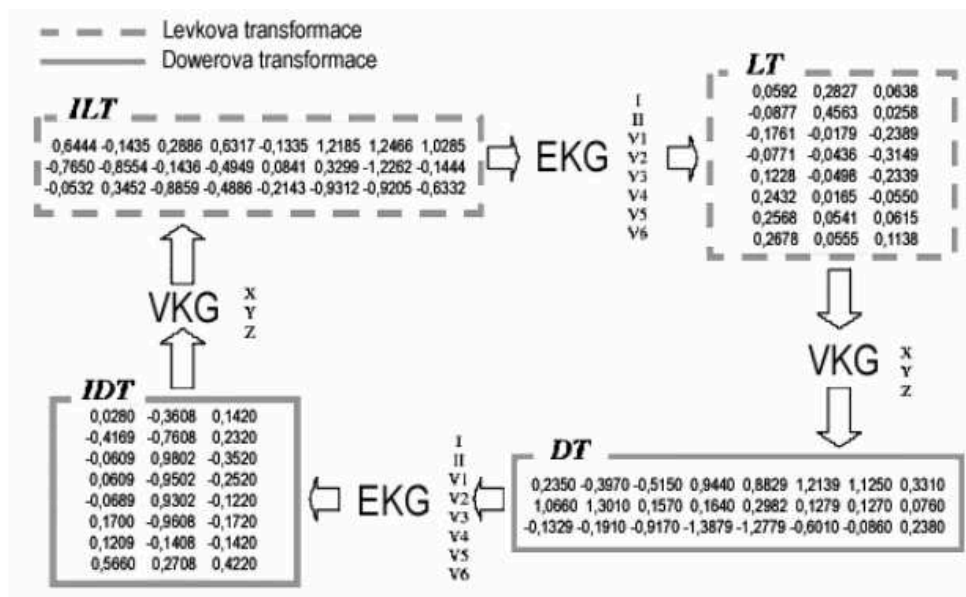 Levkova transformace
Dowerova transformace
ILT
0,6444 -0,1435 0,2886 0,6317 -0,1335 1,2185 1,2466 1,0285
-0,7650 -0,8554 -0,1436 -0,4949 0,0841 0,3299 -1,2262 -0,1444
-0,0532 0,3452 -0,8859 -0,4886 -0,2143 -0,9312 -0,9205 -0,6332
EKG
I
II
V1
V2
V3
V4
V5
V6
LT
0,0592 0,2827 0,0638
-0,0877 0,4563 0,0258
-0,1761 -0,0179 -0,2389
-0,0771 -0,0436 -0,3149
0,1228 -0,0498 -0,2339
0,2432 0,0165 -0,0550
0,2568 0,0541 0,0615
0,2678 0,0555 0,1138
VKG
X
Y
Z
VKG
X
Y
Z
IDT
0,0280 -0,3608 0,1420
-0,4169 -0,7608 0,2320
-0,0609 0,9802 -0,3520
0,0609 -0,9502 -0,2520
-0,0689 0,9302 -0,1220
0,1700 -0,9608 -0,1720
0,1209 -0,1408 -0,1420
0,5660 0,2708 0,4220
EKG
I
II
V1
V2
V3
V4
V5
V6
DT
0,2350 -0,3970 -0,5150 0,9440 0,8829 1,2139 1,1250 0,3310
1,0660 1,3010 0,1570 0,1640 0,2982 0,1279 0,1270 0,0760
-0,1329 -0,1910 -0,9170 -1,3879 -1,2779 -0,6010 -0,0860 0,2380